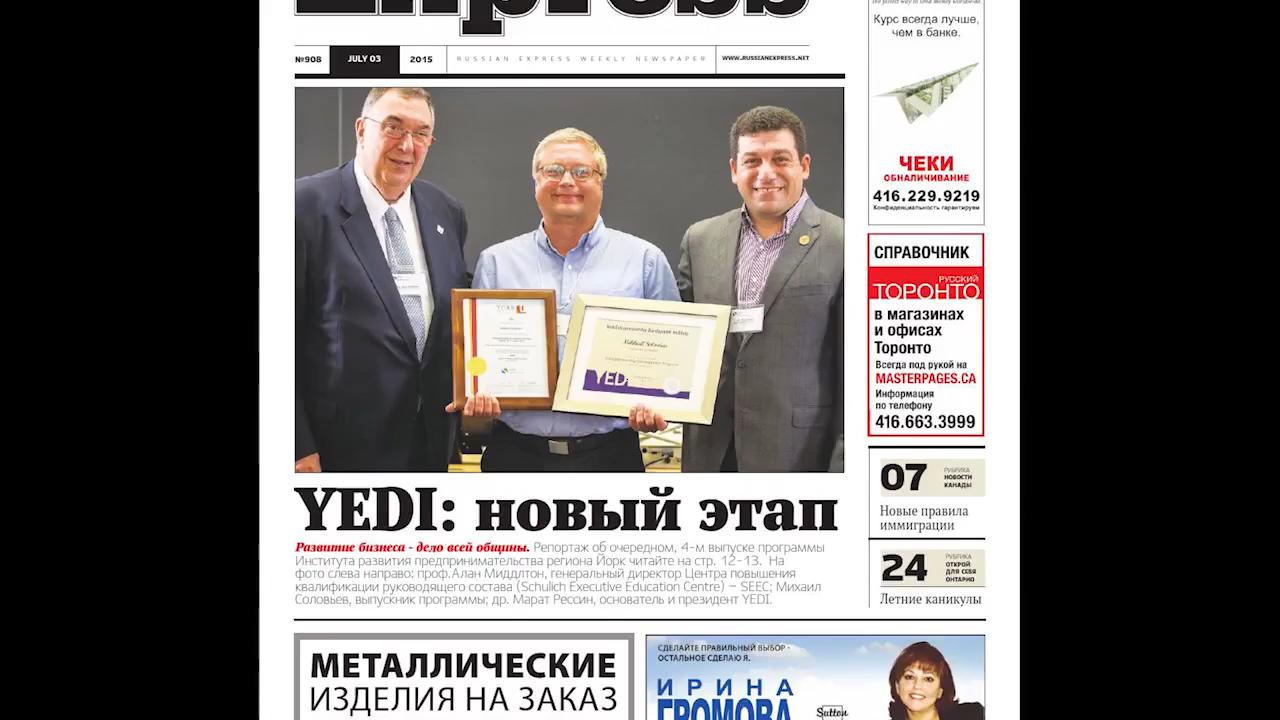 Express
№908 JULY 03 2015 RUSSIAN EXPRESS WEEKLY NEWSPAPER WWW.RUSSIANEXPRESS.NET
YEDI: новый этап
Развитие бизнеса - дело всей общины. Репортаж об очередном, 4-м выпуске программы
Института развития предпринимательства региона Йорк читайте на стр. 12-13. На
фото слева направо: проф.Алан Миддлтон, генеральный директор Центра повышения
квалификации руководящего состава (Schulich Executive Education Centre) – SEEC; Михаил
Соловьев, выпускник программы; др. Марат Рессин, основатель и президент YEDI.
МЕТАЛЛИЧЕСКИЕ
ИЗДЕЛИЯ НА ЗАКАЗ
СДЕЛАЙТЕ ПРАВИЛЬНЫЙ ВЫБОР -
ОСТАЛЬНОЕ СДЕЛАЮ Я.
ИРИНА
ГРОМОВА
Sutton
Курс всегда лучше,
чем в банке.
ЧЕКИ
ОБНАЛИЧИВАНИЕ
416.229.9219
Конфиденциальность гарантируем
СПРАВОЧНИК
РУССКИЙ
ТОРОНТО
в магазинах
и офисах
Торонто
Всегда под рукой на
MASTERPAGES.CA
Информация
по телефону
416.663.3999
07
РУБРИКА
НОВОСТИ
КАНАДЫ
Новые правила
иммиграции
24
РУБРИКА
ОТКРОЙ
ДЛЯ СЕБЯ
ОНТАРИО
Летние каникулы
YEDI